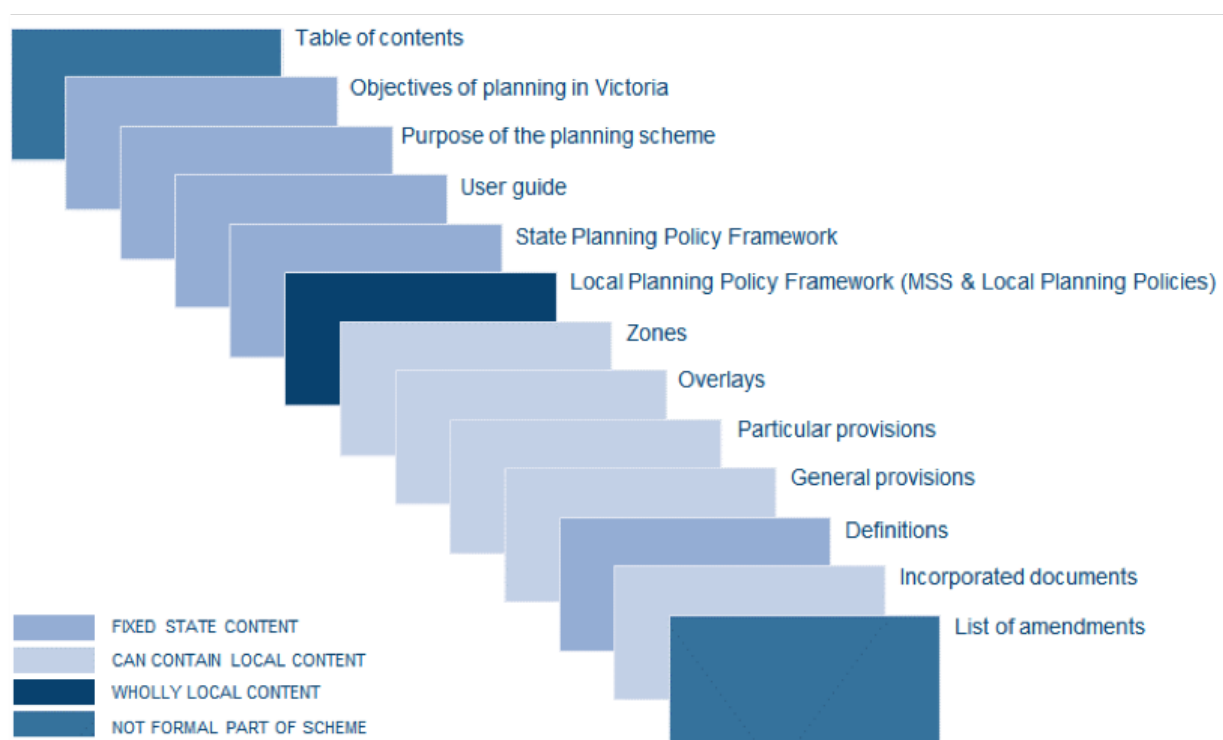 Table of contents
Objectives of planning in Victoria
Purpose of the planning scheme
User guide
State Planning Policy Framework
Local Planning Policy Framework (MSS & Local Planning Policies)
Zones
Overlays
Particular provisions
General provisions
Definitions
Incorporated documents
List of amendments
FIXED STATE CONTENT
CAN CONTAIN LOCAL CONTENT
WHOLLY LOCAL CONTENT
NOT FORMAL PART OF SCHEME